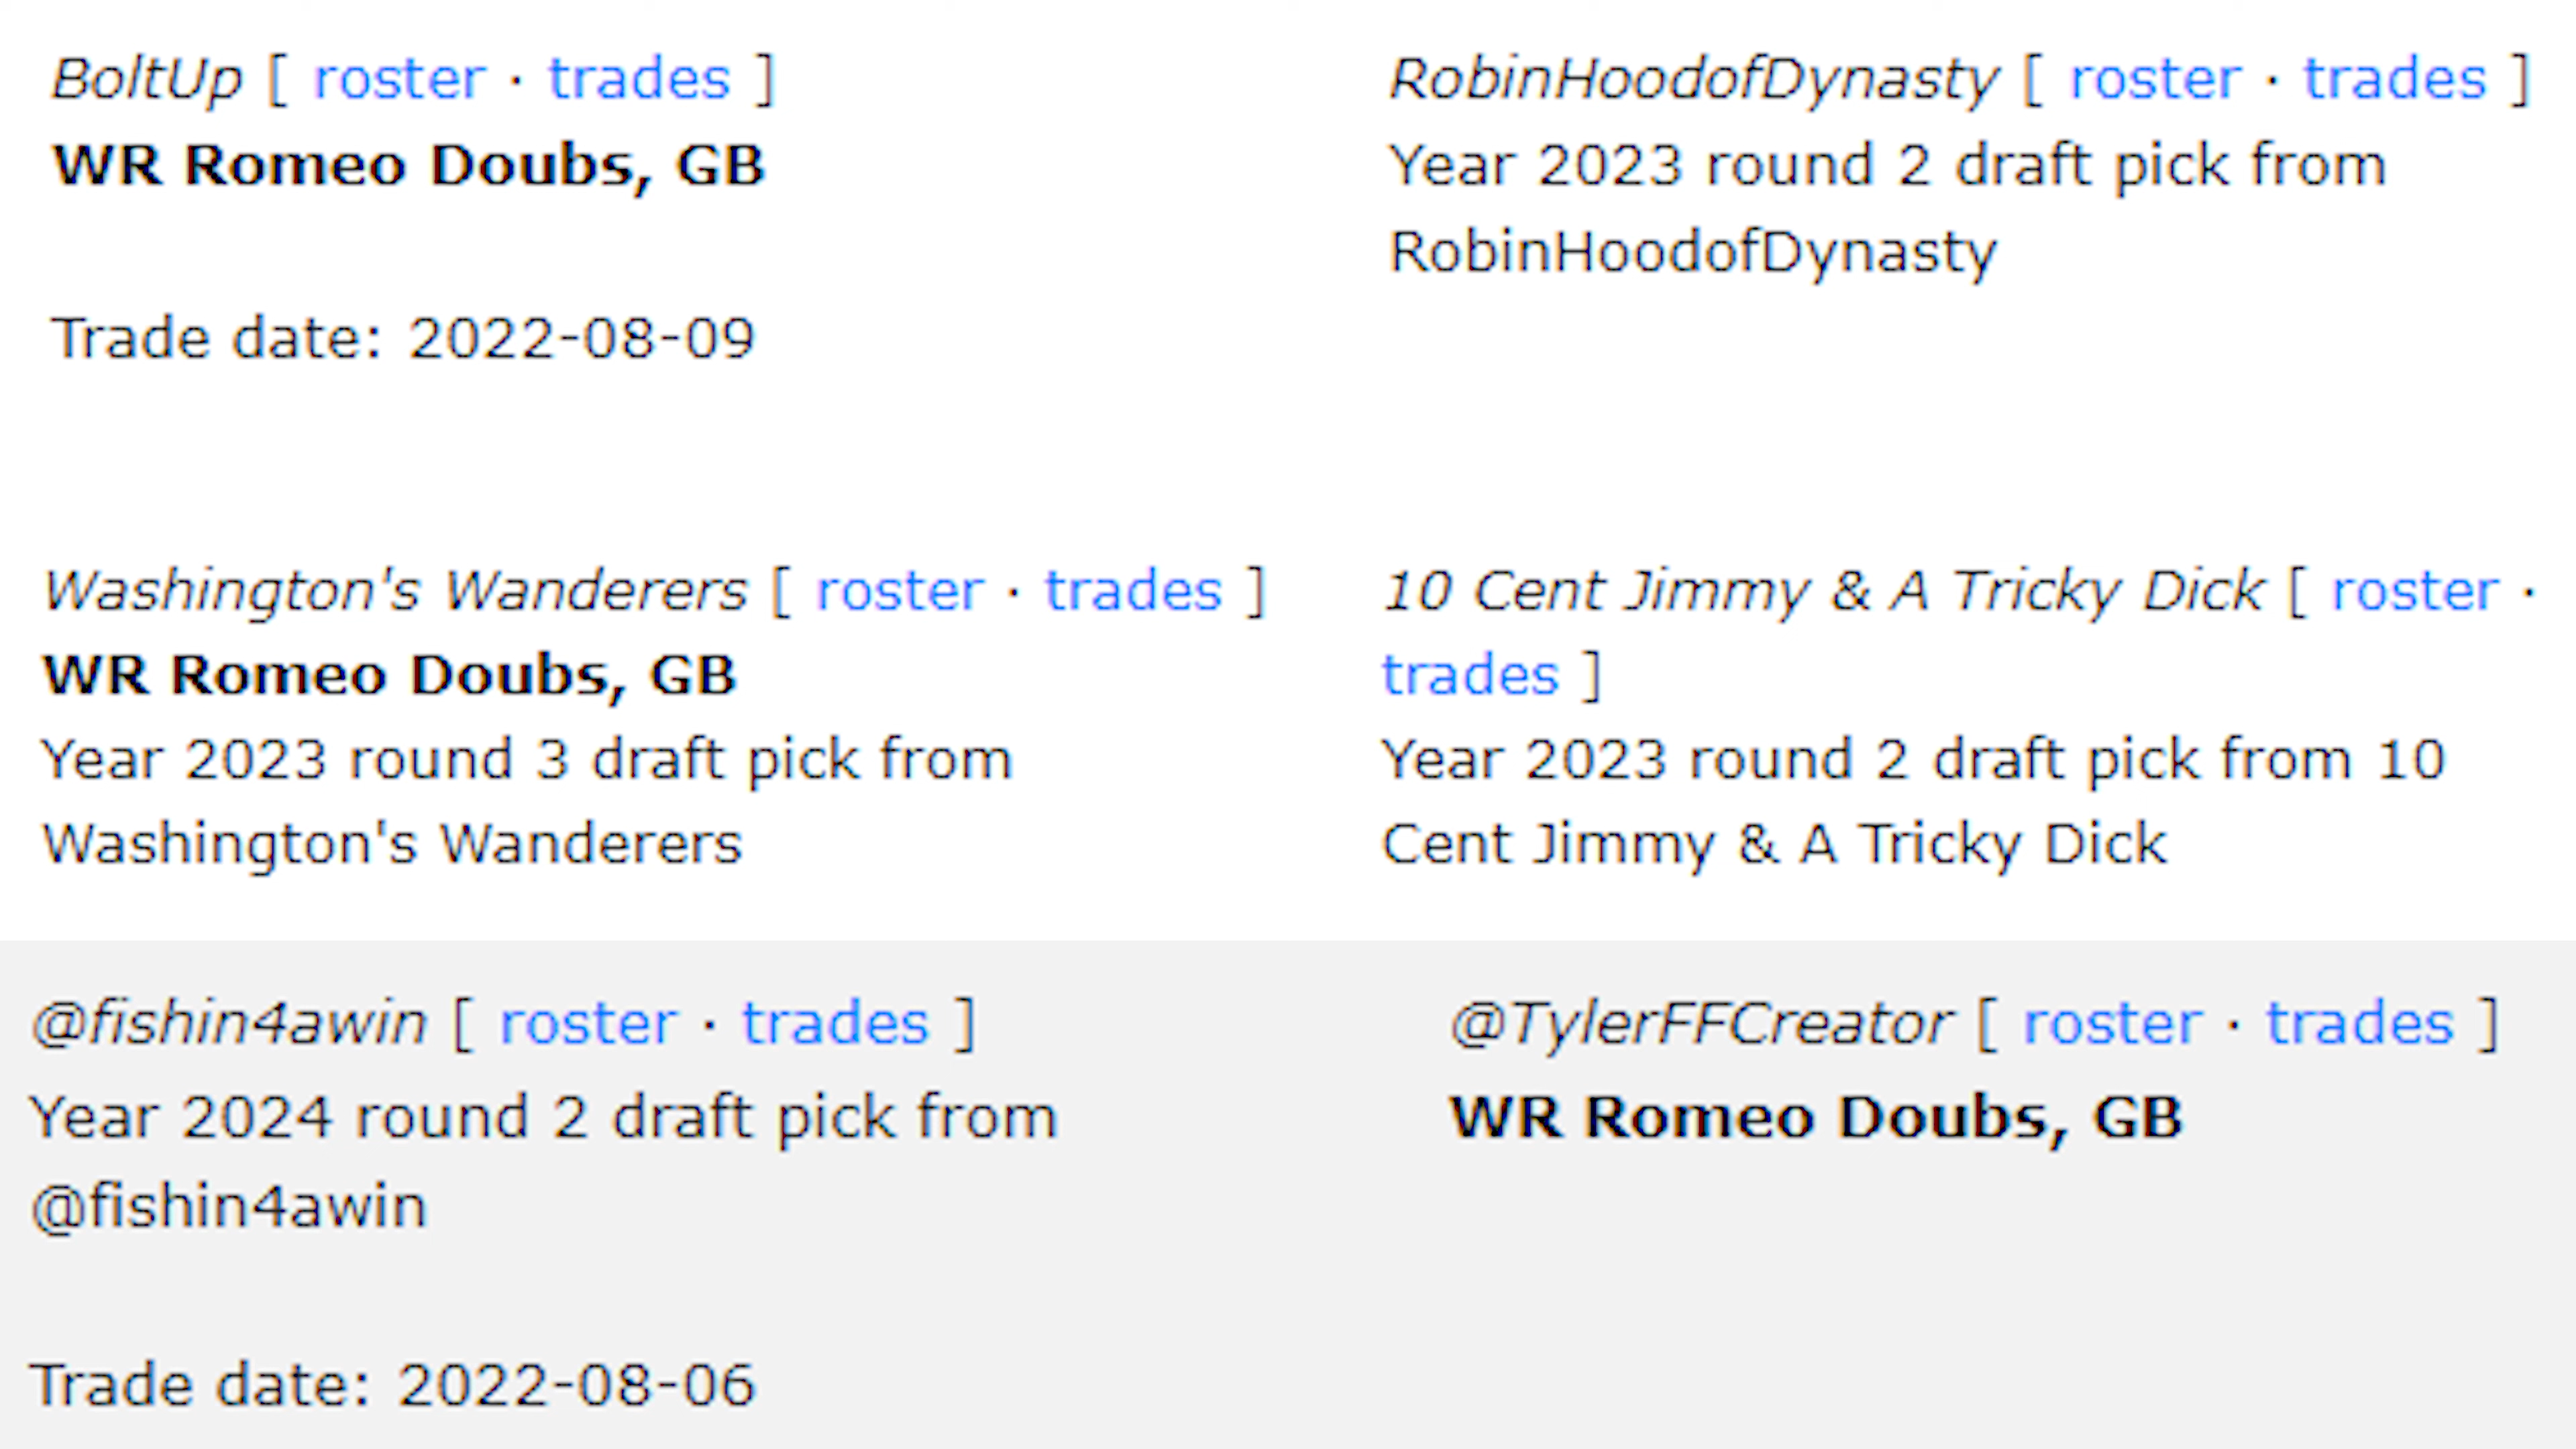 BoltUp [ roster · trades ]
WR Romeo Doubs, GB
Trade date: 2022-08-09
RobinHoodofDynasty [ roster · trades ]
Year 2023 round 2 draft pick from
RobinHoodofDynasty
Washington's Wanderers [ roster · trades ]
WR Romeo Doubs, GB
Year 2023 round 3 draft pick from
Washington's Wanderers
10 Cent Jimmy & A Tricky Dick [ roster ·
trades ]
Year 2023 round 2 draft pick from 10
Cent Jimmy & A Tricky Dick
@fishin4awin [ roster · trades ]
Year 2024 round 2 draft pick from
@fishin4awin
Trade date: 2022-08-06
@TylerFFCreator [ roster · trades ]
WR Romeo Doubs, GB